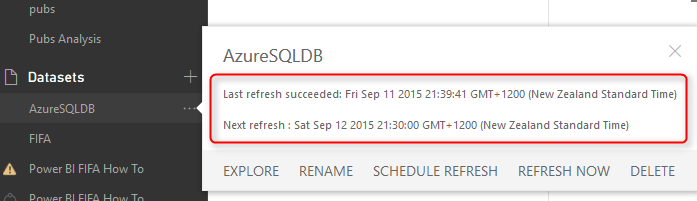 pubs
Pubs Analysis
Datasets
AzureSQLDB
FIFA
Power BI FIFA How To
Power BI FIFA How To
AzureSQLDB
Last refresh succeeded: Fri Sep 11 2015 21:39:41 GMT+1200 (New Zealand Standard Time)
Next refresh : Sat Sep 12 2015 21:30:00 GMT+1200 (New Zealand Standard Time)
EXPLORE RENAME SCHEDULE REFRESH REFRESH NOW DELETE